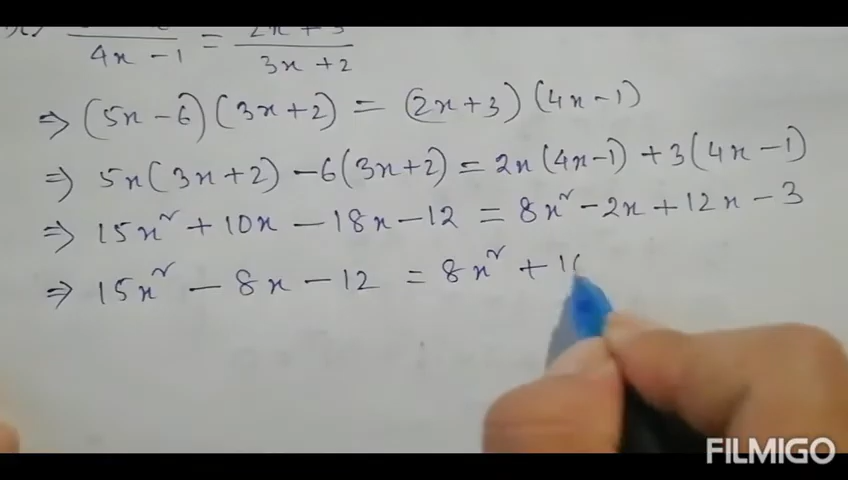 4x - 1 = 3x + 2
⇒ (5x - 6) (3x + 2) = (2x + 3) (4x - 1)
⇒ 5x (3x + 2) - 6 (3x + 2) = 2x (4x - 1) + 3 (4x - 1)
⇒ 15x² + 10x - 18x - 12 = 8x² - 2x + 12x - 3
⇒ 15x² - 8x - 12 = 8x² + 1
FILMIGO